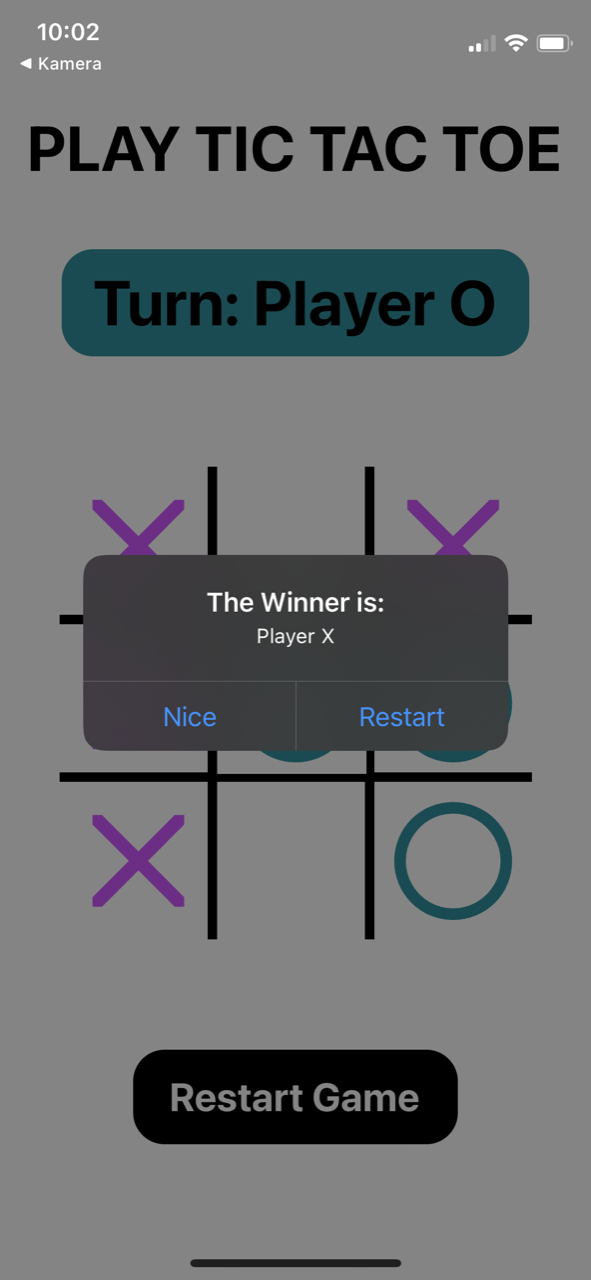 10:02
◀ Kamera
PLAY TIC TAC TOE
Turn: Player O
The Winner is:
Player X
Nice
Restart
Restart Game